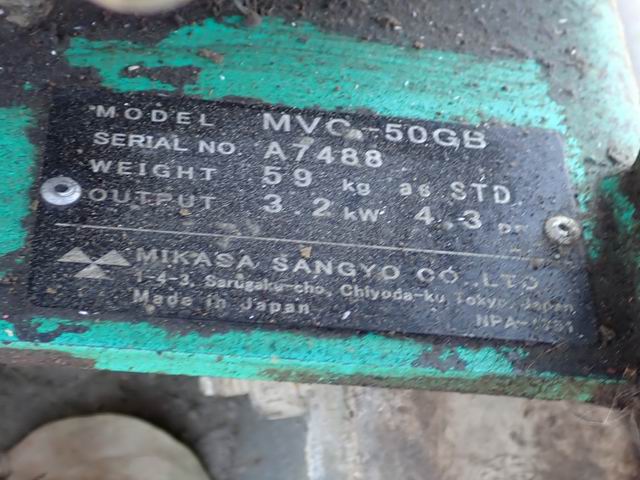 MODEL MVC-50GB
SERIAL NO. A7488
WEIGHT 59 kg as STD.
OUTPUT 3.2 kW 4.3
MIKASA SANGYO CO.,LTD
1-4-3, Sarugaku-cho, Chiyoda-ku Tokyo, Japan
Made in Japan